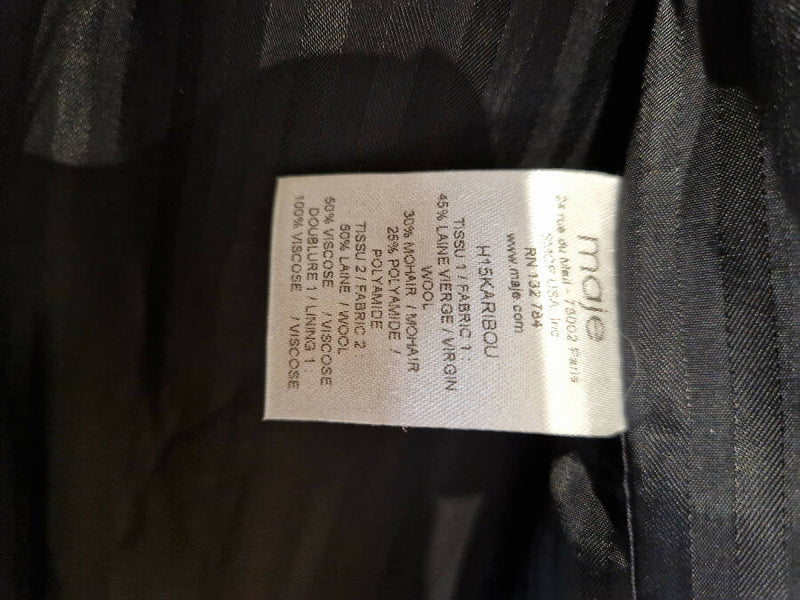 maje
24 rue du Mail - 75002 Paris
SMCP USA, Inc
RN 132 784
www.maje.com
H15KARIBOU
TISSU 1 / FABRIC 1 :
45% LAINE VIERGE / VIRGIN
WOOL
30% MOHAIR / MOHAIR
25% POLYAMIDE /
POLYAMIDE
TISSU 2 / FABRIC 2
50% LAINE / WOOL
50% VISCOSE / VISCOSE
DOUBLURE 1 / LINING 1
100% VISCOSE / VISCOSE